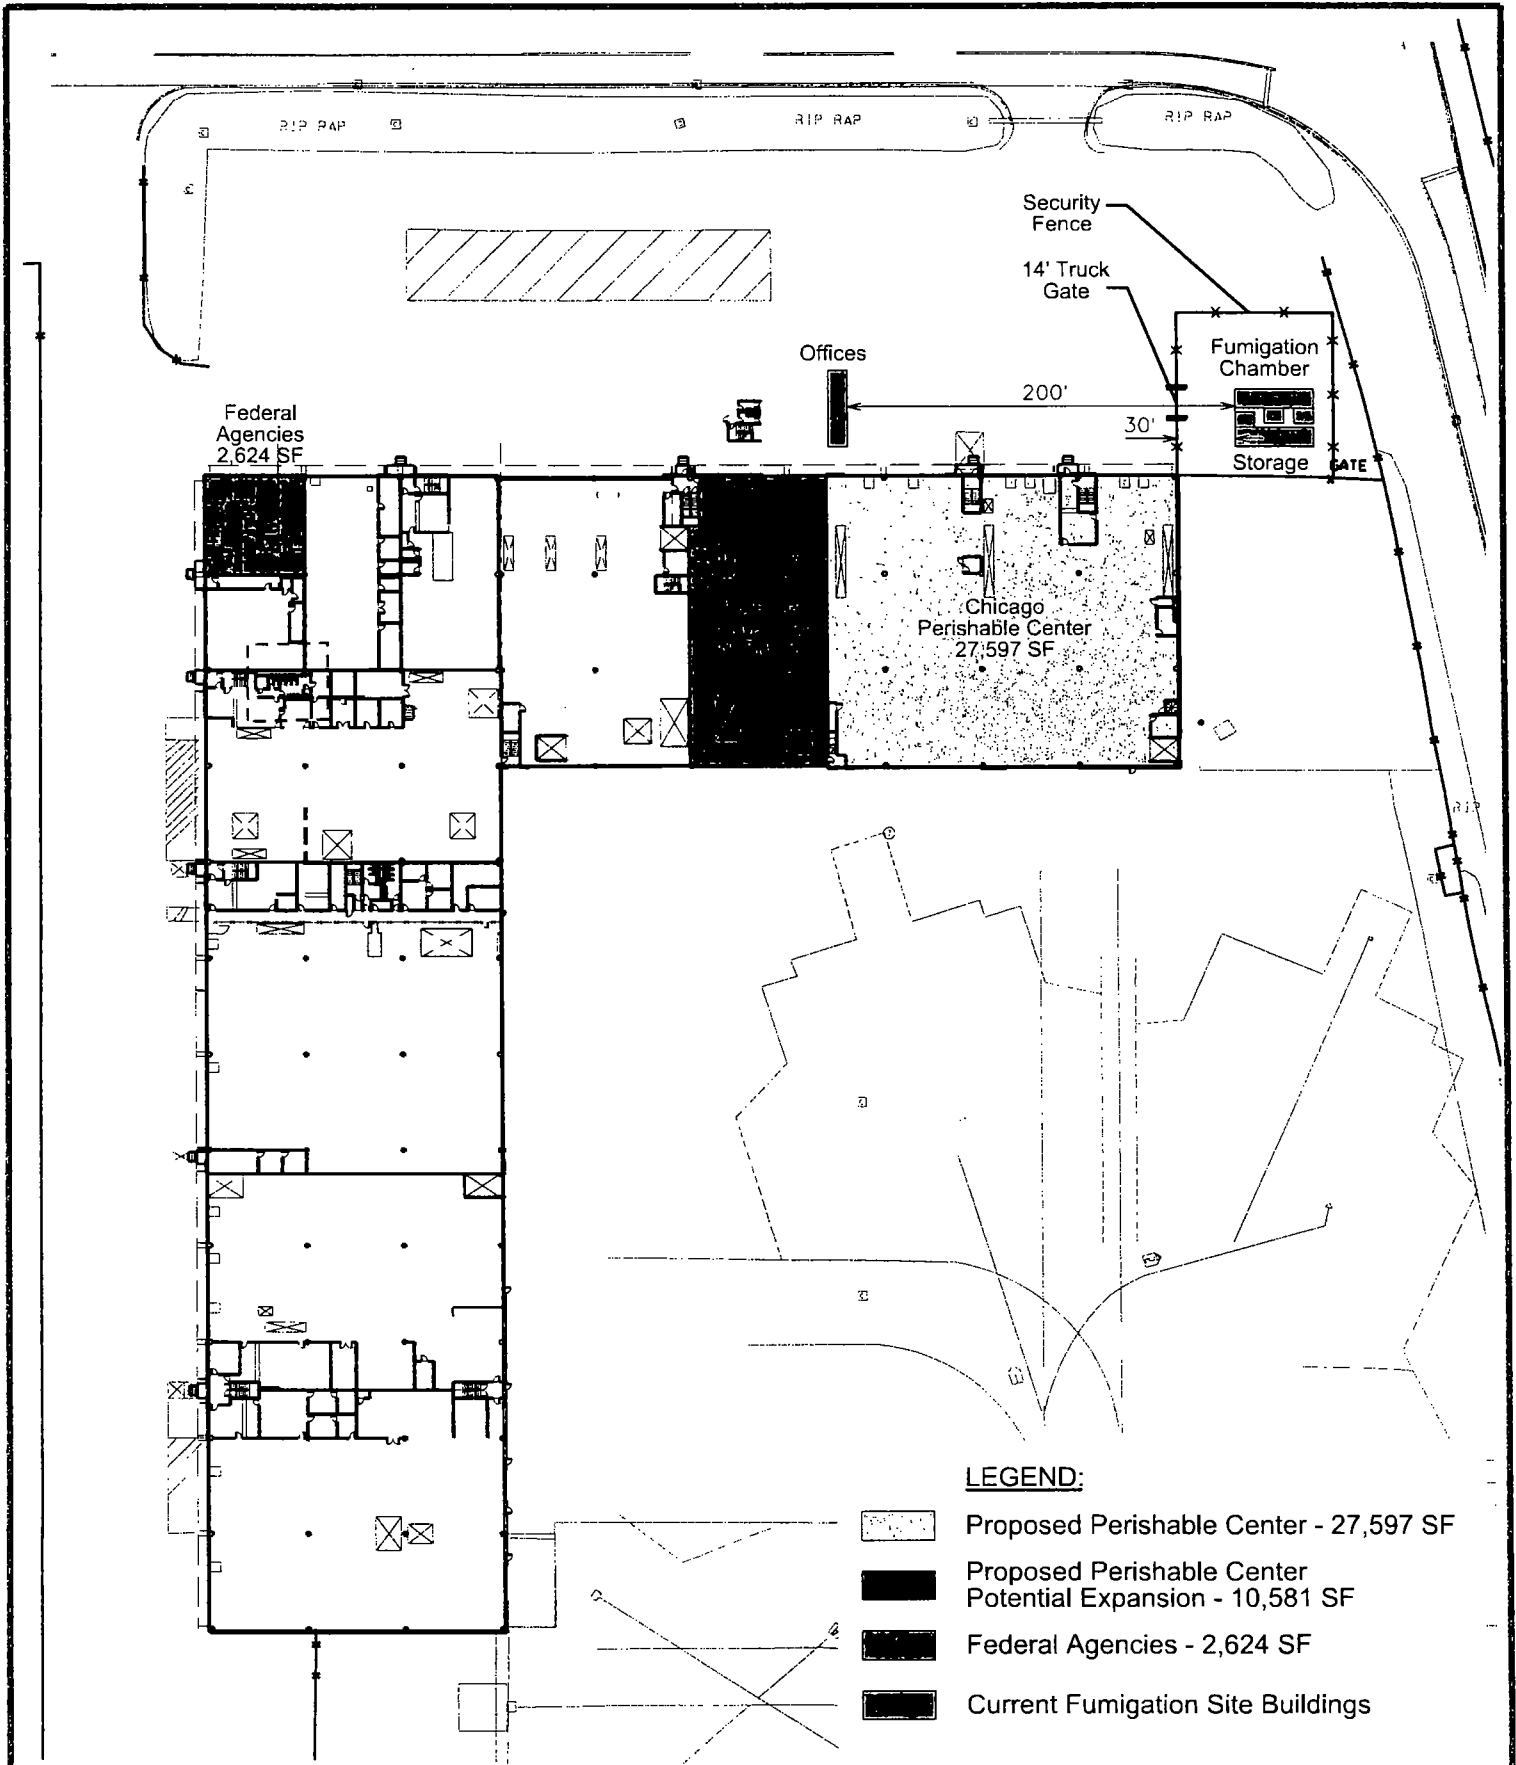 RIP RAP
RIP RAP
RIP RAP
Security
Fence
14' Truck
Gate
Offices
Fumigation
Chamber
200'
30'
Storage
GATE
Federal
Agencies
2,624 SF
Chicago
Perishable Center
27,597 SF
RIP
LEGEND:
Proposed Perishable Center - 27,597 SF
Proposed Perishable Center
Potential Expansion - 10,581 SF
Federal Agencies - 2,624 SF
Current Fumigation Site Buildings